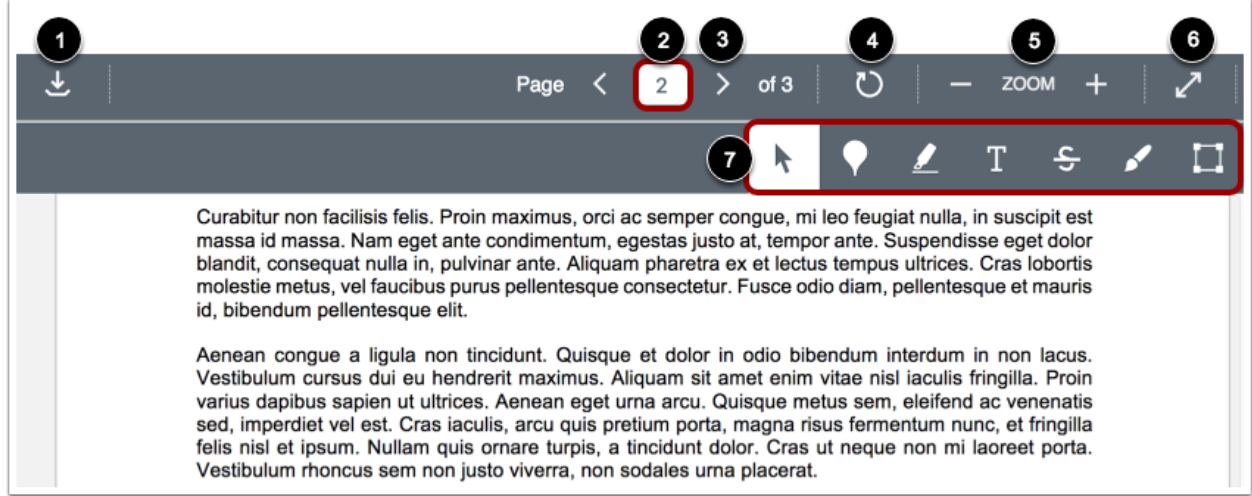 1 2 3 4 5 6
Page 2 of 3 ZOOM
7 T S
Curabitur non facilisis felis. Proin maximus, orci ac semper congue, mi leo feugiat nulla, in suscipit est
massa id massa. Nam eget ante condimentum, egestas justo at, tempor ante. Suspendisse eget dolor
blandit, consequat nulla in, pulvinar ante. Aliquam pharetra ex et lectus tempus ultrices. Cras lobortis
molestie metus, vel faucibus purus pellentesque consectetur. Fusce odio diam, pellentesque et mauris
id, bibendum pellentesque elit.
Aenean congue a ligula non tincidunt. Quisque et dolor in odio bibendum interdum in non lacus.
Vestibulum cursus dui eu hendrerit maximus. Aliquam sit amet enim vitae nisl iaculis fringilla. Proin
varius dapibus sapien ut ultrices. Aenean eget urna arcu. Quisque metus sem, eleifend ac venenatis
sed, imperdiet vel est. Cras iaculis, arcu quis pretium porta, magna risus fermentum nunc, et fringilla
felis nisl et ipsum. Nullam quis ornare turpis, a tincidunt dolor. Cras ut neque non mi laoreet porta.
Vestibulum rhoncus sem non justo viverra, non sodales urna placerat.